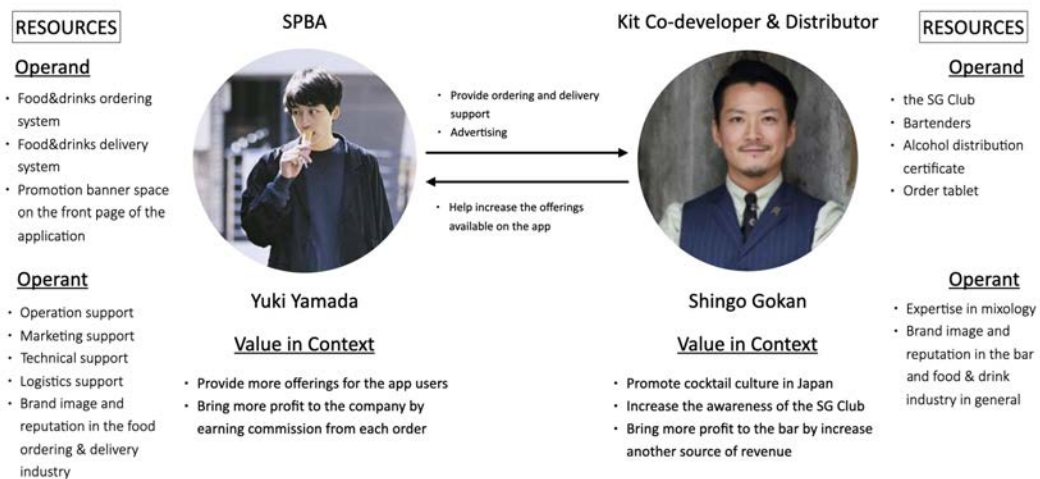 RESOURCES
Operand
・ Food&drinks ordering
system
・ Food&drinks delivery
system
・ Promotion banner space
on the front page of the
application
Operant
・ Operation support
・ Marketing support
・ Technical support
・ Logistics support
・ Brand image and
reputation in the food
ordering & delivery
industry
SPBA
Yuki Yamada
Value in Context
・ Provide more offerings for the app users
・ Bring more profit to the company by
earning commission from each order
・ Provide ordering and delivery
support
・ Advertising
・ Help increase the offerings
available on the app
Kit Co-developer & Distributor
Shingo Gokan
Value in Context
・ Promote cocktail culture in Japan
・ Increase the awareness of the SG Club
・ Bring more profit to the bar by increase
another source of revenue
RESOURCES
Operand
・ the SG Club
・ Bartenders
・ Alcohol distribution
certificate
・ Order tablet
Operant
・ Expertise in mixology
・ Brand image and
reputation in the bar
and food & drink
industry in general